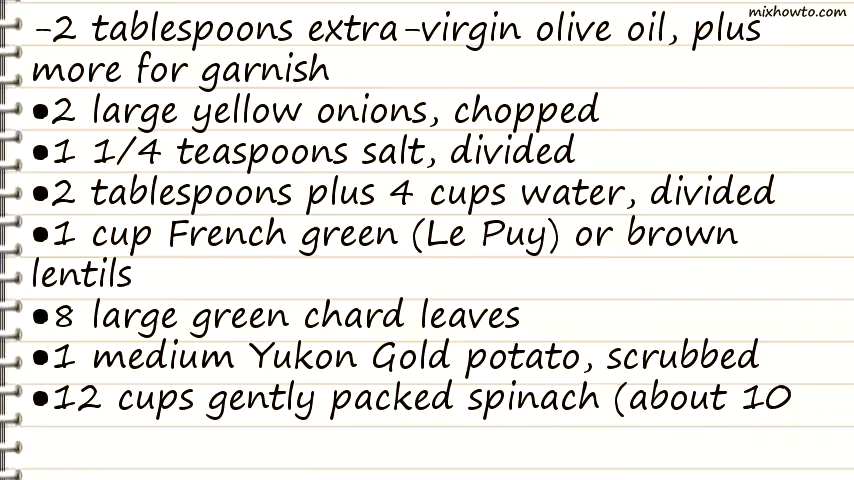 mixhowto.com
-2 tablespoons extra-virgin olive oil, plus
more for garnish
●2 large yellow onions, chopped
●1 1/4 teaspoons salt, divided
●2 tablespoons plus 4 cups water, divided
●1 cup French green (Le Puy) or brown
lentils
●8 large green chard leaves
●1 medium Yukon Gold potato, scrubbed
●12 cups gently packed spinach (about 10